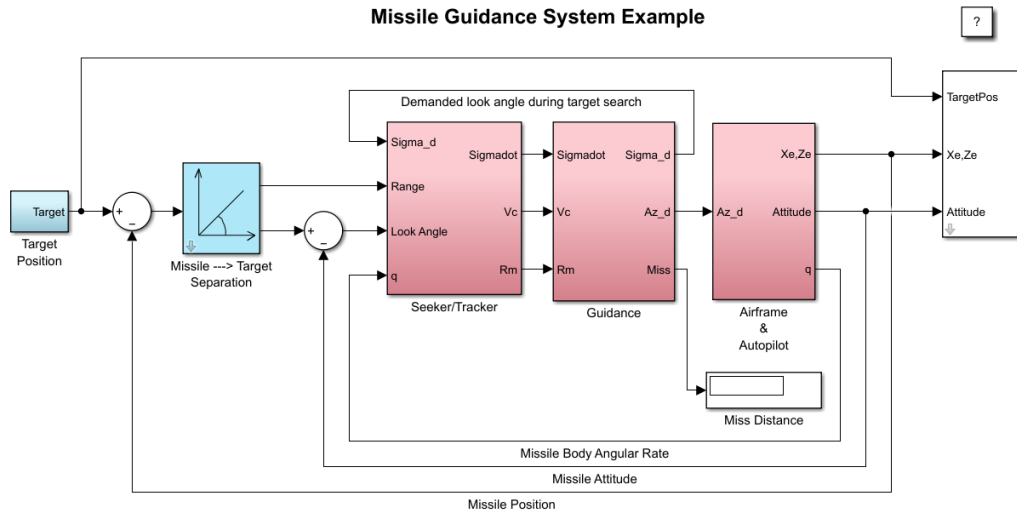 Missile Guidance System Example
?
Demanded look angle during target search
TargetPos
Sigma_d
Sigmadot
Sigmadot
Sigma_d
Xe,Ze
Xe,Ze
Range
Target
+
−
Vc
Vc
Az_d
Az_d
Attitude
Attitude
+
−
Look Angle
Target
Position
Missile ---> Target
Separation
q
Rm
Rm
Miss
q
Seeker/Tracker
Guidance
Airframe
&
Autopilot
Miss Distance
Missile Body Angular Rate
Missile Attitude
Missile Position